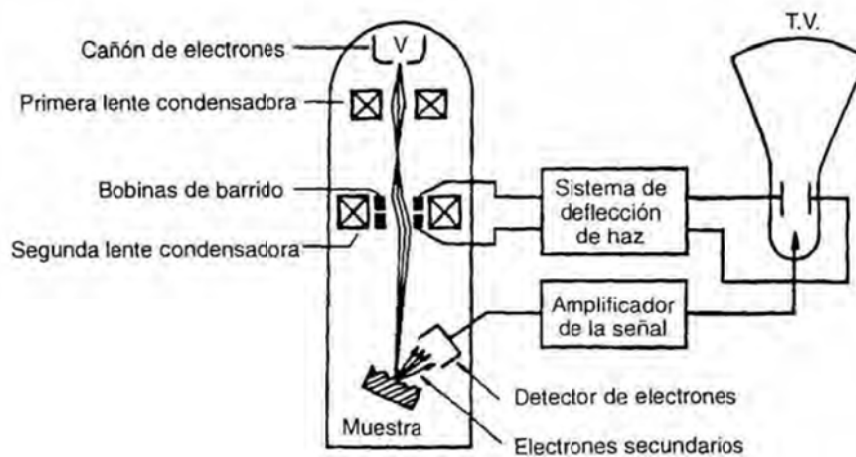 T.V.
Cañón de electrones
V
Primera lente condensadora
Bobinas de barrido
Segunda lente condensadora
Sistema de
deflección
de haz
Amplificador
de la señal
Detector de electrones
Muestra
Electrones secundarios